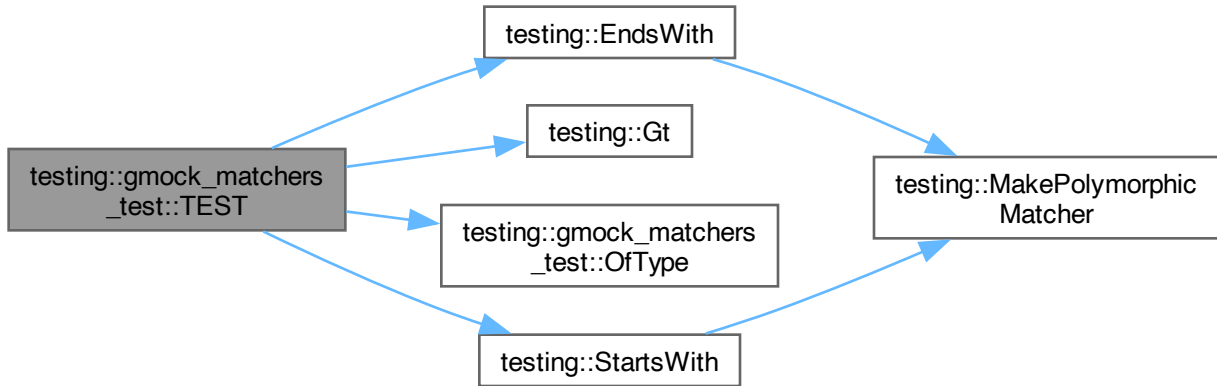 testing::EndsWith
testing::Gt
testing::gmock_matchers
_test::TEST
testing::MakePolymorphic
Matcher
testing::gmock_matchers
_test::OfType
testing::StartsWith